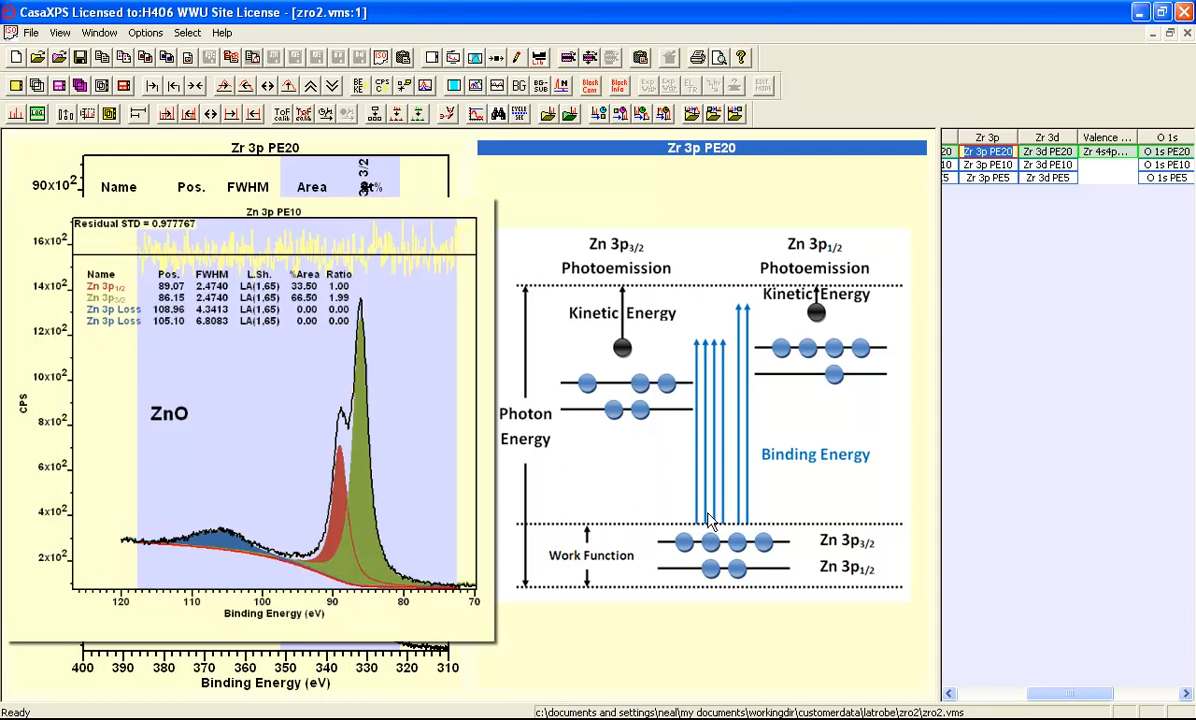 CasaXPS Licensed to:H406 WWU Site License - [zro2.vms:1]
File View Window Options Select Help
Zr 3p PE20
Name Pos. FWHM Area
90x10²
Zn 3p PE10
Residual STD = 0.977767
Name Pos. FWHM L.Sh. %Area Ratio
Zn 3p1/2 89.07 2.4740 LA(1,65) 33.50 1.00
Zn 3p3/2 86.15 2.4740 LA(1,65) 66.50 1.99
Zn 3p Loss 108.96 4.3413 LA(1,65) 0.00 0.00
Zn 3p Loss 105.10 6.8083 LA(1,65) 0.00 0.00
16x10²
14x10²
12x10²
10x10²
8x10²
6x10²
4x10²
2x10²
CPS
ZnO
120 110 100 90 80 70
Binding Energy (eV)
400 390 380 370 360 350 340 330 320 310
Binding Energy (eV)
Zr 3p PE20
Zn 3p3/2
Photoemission
Kinetic Energy
Zn 3p1/2
Photoemission
Kinetic Energy
Photon
Energy
Binding Energy
Work Function
Zn 3p3/2
Zn 3p1/2
Zr 3p Zr 3d Valence ... O 1s
20 Zr 3p PE20 Zr 3d PE20 Zr 4s4p... O 1s PE20
10 Zr 3p PE10 Zr 3d PE10 O 1s PE10
E5 Zr 3p PE5 Zr 3d PE5 O 1s PE5
Ready
c:\documents and settings\neal\my documents\workingdir\customerdata\latrobe\zro2\zro2.vms